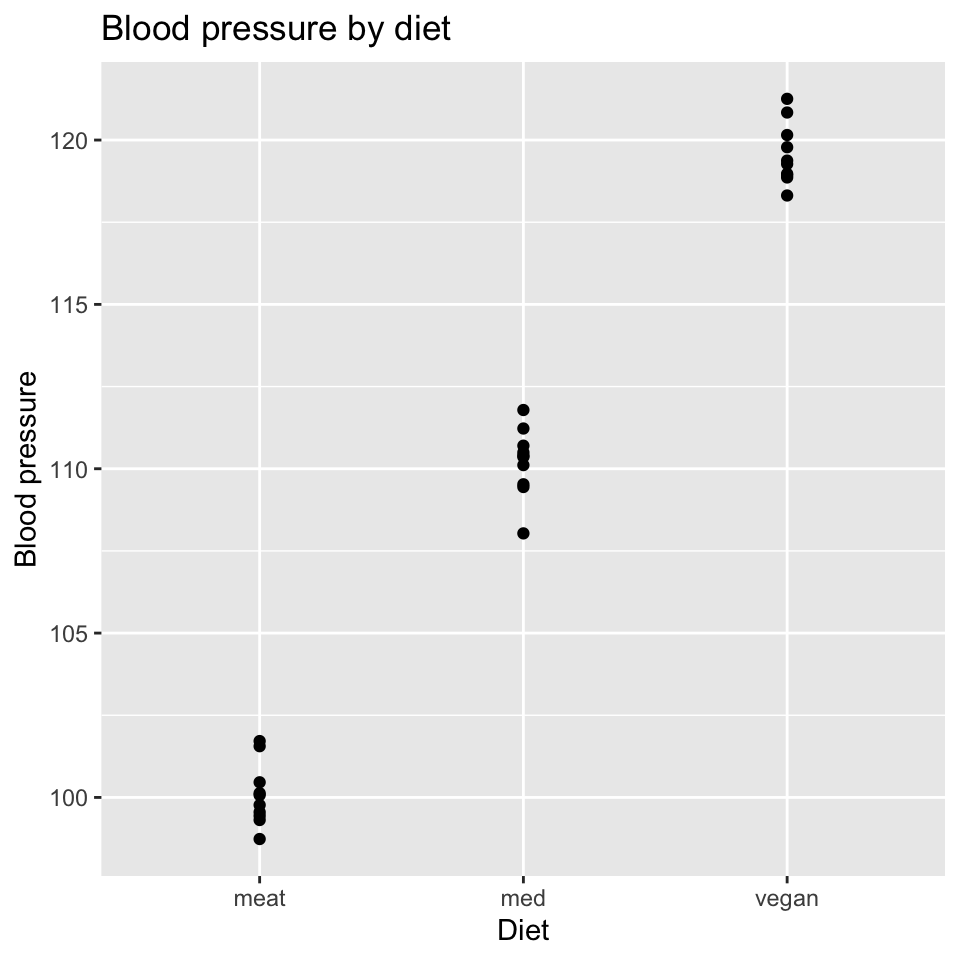 Blood pressure by diet
120
115
110
105
100
Blood pressure
meat med vegan
Diet